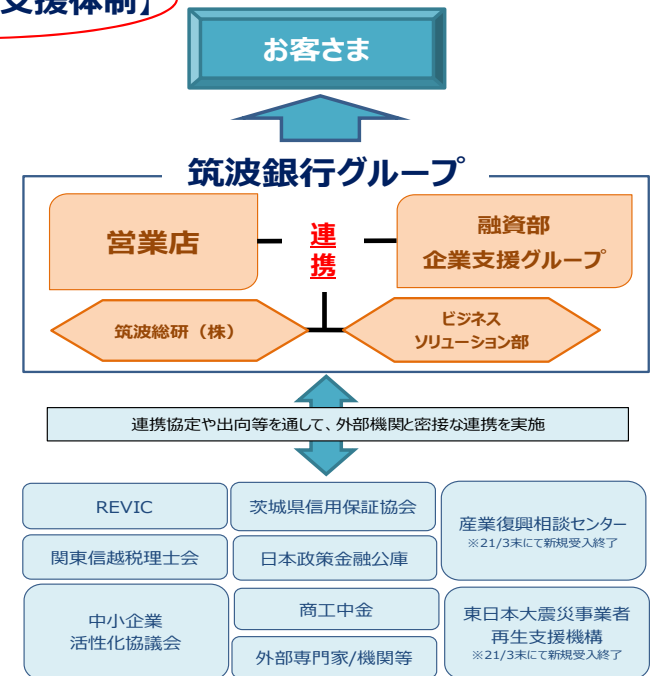 支援体制】
お客さま
筑波銀行グループ
営業店
連
携
融資部
企業支援グループ
筑波総研（株）
ビジネス
ソリューション部
連携協定や出向等を通して、外部機関と密接な連携を実施
REVIC
茨城県信用保証協会
産業復興相談センター
※21/3末にて新規受入終了
関東信越税理士会
日本政策金融公庫
中小企業
活性化協議会
商工中金
東日本大震災事業者
再生支援機構
※21/3末にて新規受入終了
外部専門家/機関等